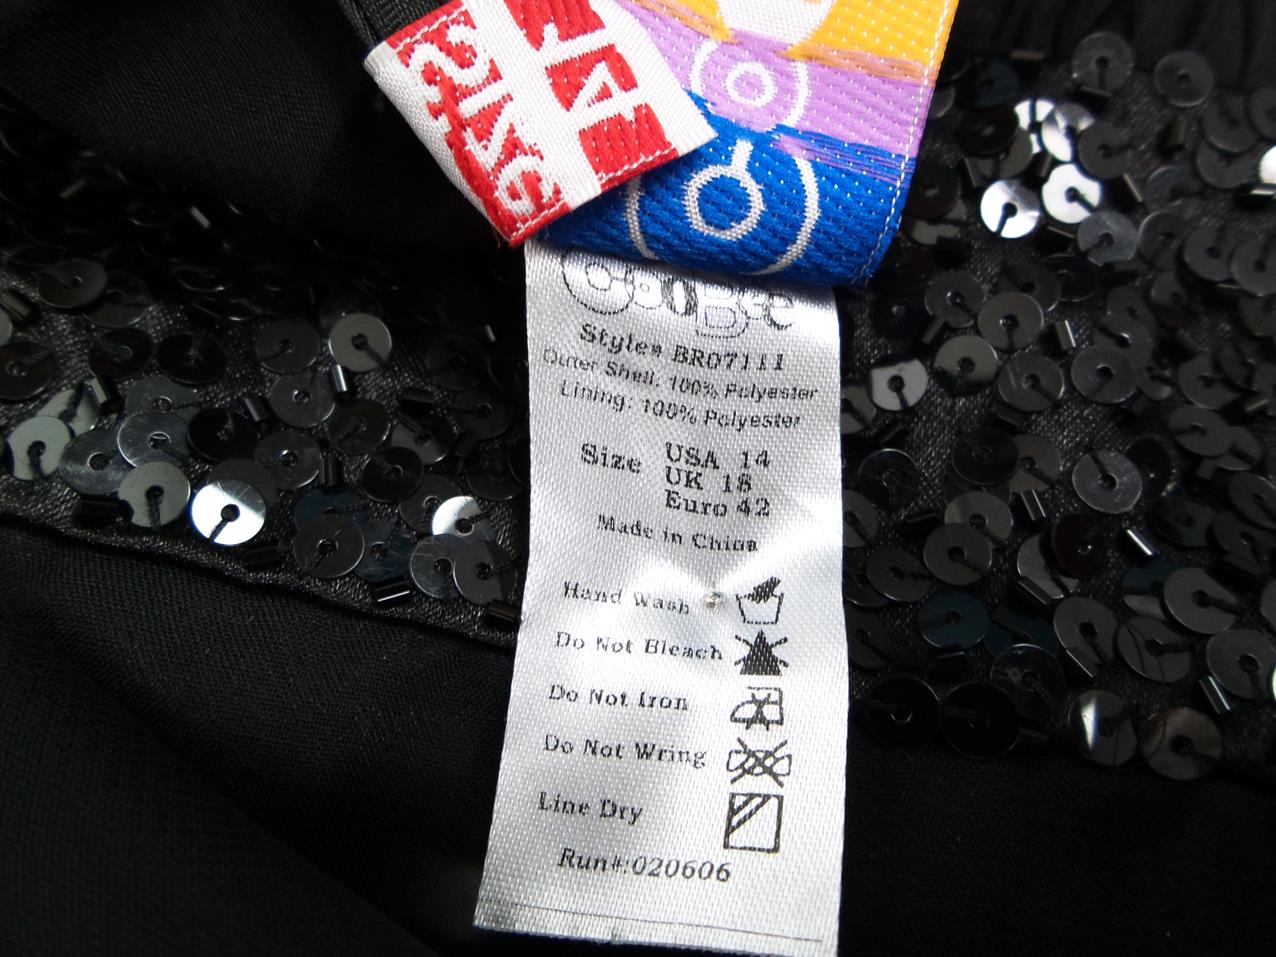 Style# BR07111
Outer Shell: 100% Polyester
Lining: 100% Polyester
Size USA 14
UK 18
Euro 42
Made in China
Hand Wash
Do Not Bleach
Do Not Iron
Do Not Wring
Line Dry
Run#:020606